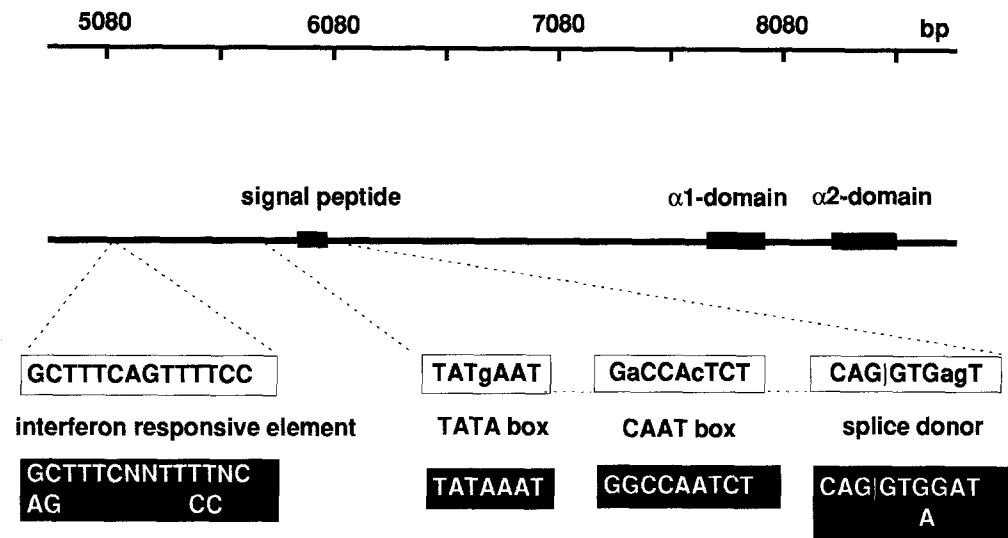 5080 6080 7080 8080 bp
signal peptide α1-domain α2-domain
GCTTTCAGTTTTCC TATgAAT GaCCAcTCT CAG|GTGagT
interferon responsive element TATA box CAAT box splice donor
GCTTTCNNTTTTNC TATAAAT GGCCAATCT CAG|GTGGAT
AG CC A